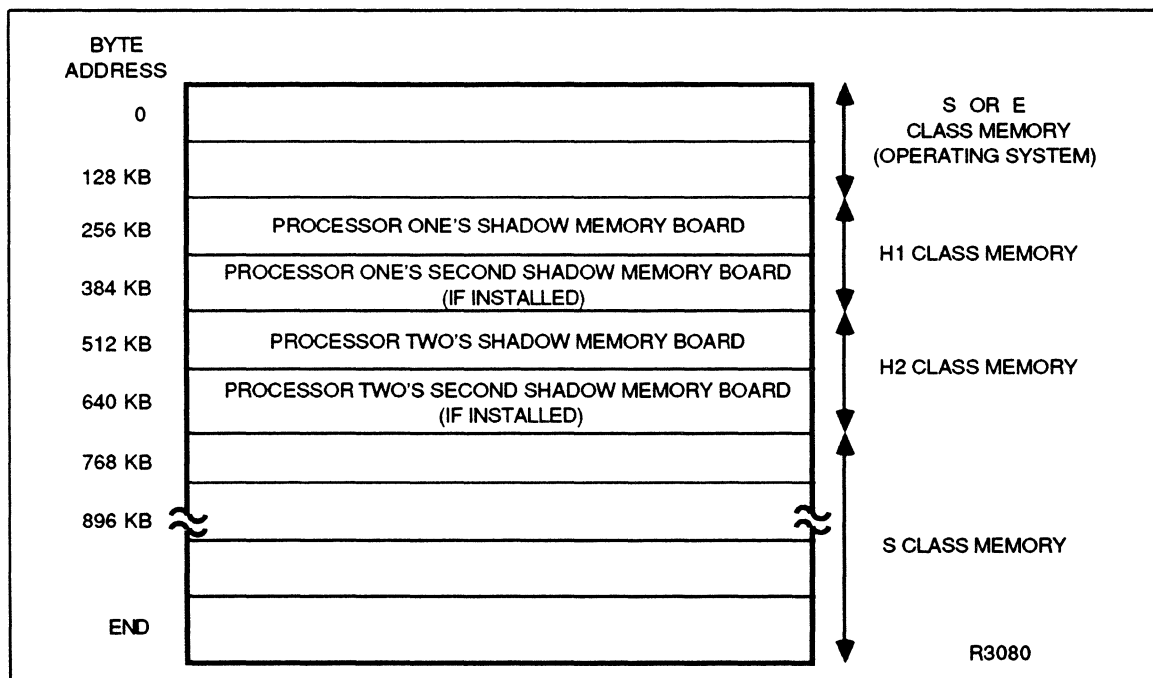 BYTE
ADDRESS
0
S OR E
CLASS MEMORY
(OPERATING SYSTEM)
128 KB
256 KB
PROCESSOR ONE'S SHADOW MEMORY BOARD
H1 CLASS MEMORY
384 KB
PROCESSOR ONE'S SECOND SHADOW MEMORY BOARD
(IF INSTALLED)
512 KB
PROCESSOR TWO'S SHADOW MEMORY BOARD
H2 CLASS MEMORY
640 KB
PROCESSOR TWO'S SECOND SHADOW MEMORY BOARD
(IF INSTALLED)
768 KB
896 KB
S CLASS MEMORY
END
R3080